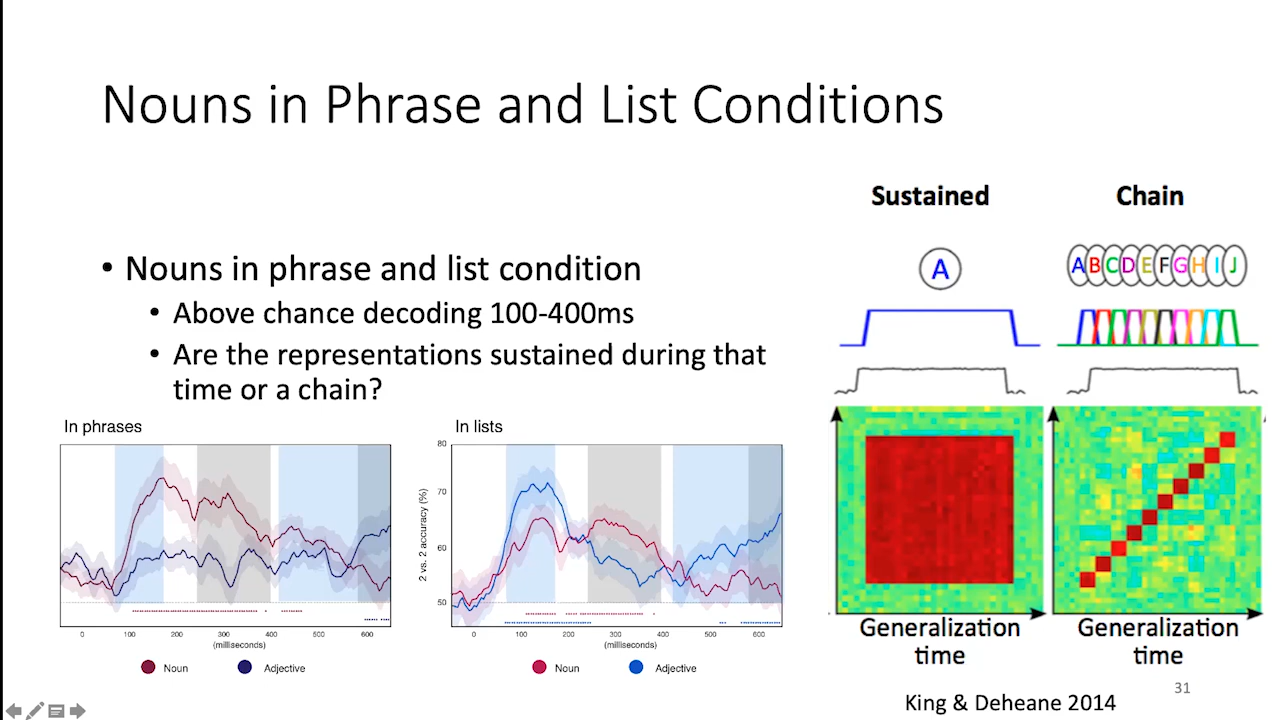 Nouns in Phrase and List Conditions
• Nouns in phrase and list condition
• Above chance decoding 100-400ms
• Are the representations sustained during that
time or a chain?
In phrases
0 100 200 300 400 500 600
(milliseconds)
Noun Adjective
In lists
2 vs. 2 accuracy (%)
80
70
60
50
0 100 200 300 400 500 600
(milliseconds)
Noun Adjective
Sustained
A
Generalization
time
Chain
ABCDEFGHIJ
Generalization
time
King & Deheane 2014
31